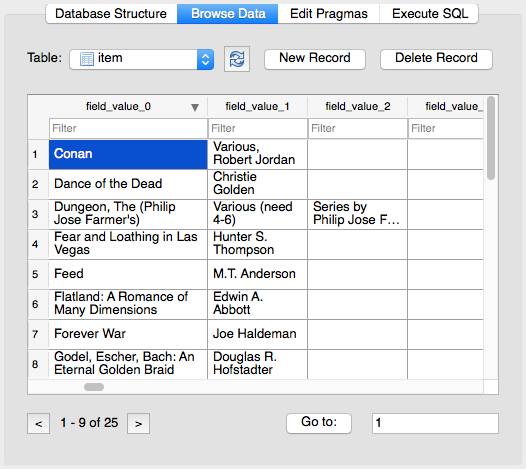 Database Structure Browse Data Edit Pragmas Execute SQL
Table: item New Record Delete Record
field_value_0 field_value_1 field_value_2 field_value_
Filter Filter Filter Filter
1 Conan Various,
Robert Jordan
2 Dance of the Dead Christie
Golden
3 Dungeon, The (Philip Various (need Series by
Jose Farmer's) 4-6) Philip Jose F...
4 Fear and Loathing in Las Hunter S.
Vegas Thompson
5 Feed M.T. Anderson
6 Flatland: A Romance of Edwin A.
Many Dimensions Abbott
7 Forever War Joe Haldeman
8 Godel, Escher, Bach: An Douglas R.
Eternal Golden Braid Hofstadter
< 1 - 9 of 25 > Go to: 1